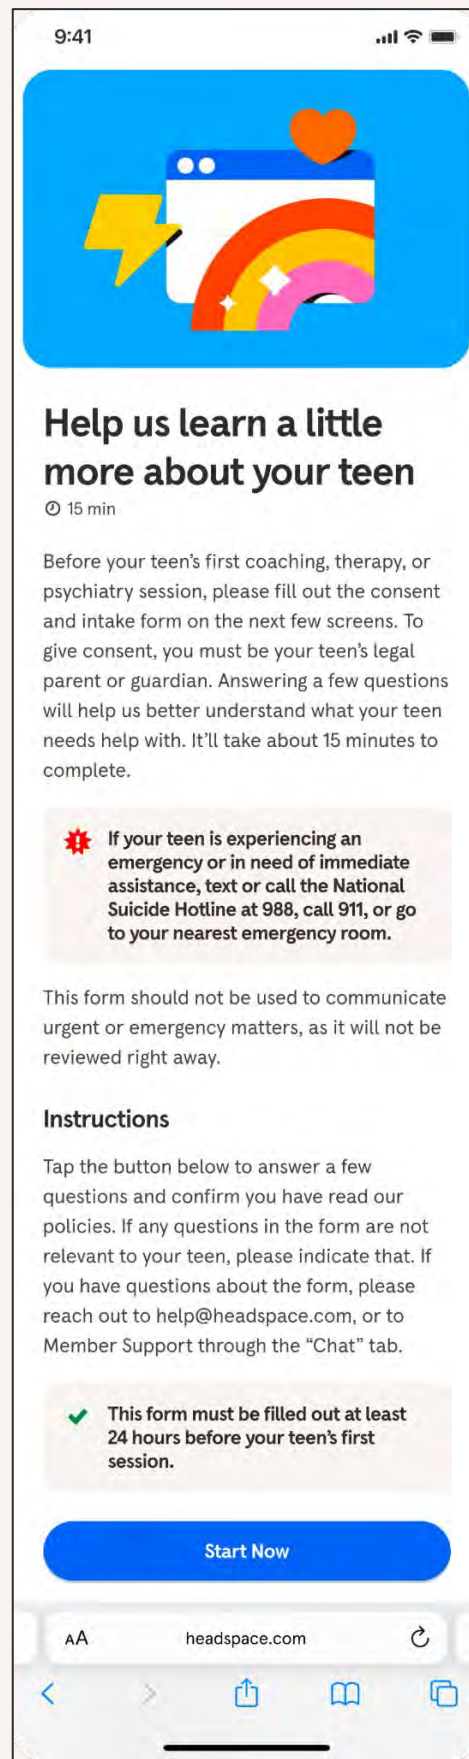 9:41
Help us learn a little
more about your teen
15 min
Before your teen’s first coaching, therapy, or
psychiatry session, please fill out the consent
and intake form on the next few screens. To
give consent, you must be your teen’s legal
parent or guardian. Answering a few questions
will help us better understand what your teen
needs help with. It’ll take about 15 minutes to
complete.
If your teen is experiencing an
emergency or in need of immediate
assistance, text or call the National
Suicide Hotline at 988, call 911, or go
to your nearest emergency room.
This form should not be used to communicate
urgent or emergency matters, as it will not be
reviewed right away.
Instructions
Tap the button below to answer a few
questions and confirm you have read our
policies. If any questions in the form are not
relevant to your teen, please indicate that. If
you have questions about the form, please
reach out to help@headspace.com, or to
Member Support through the “Chat” tab.
This form must be filled out at least
24 hours before your teen’s first
session.
Start Now
AA headspace.com